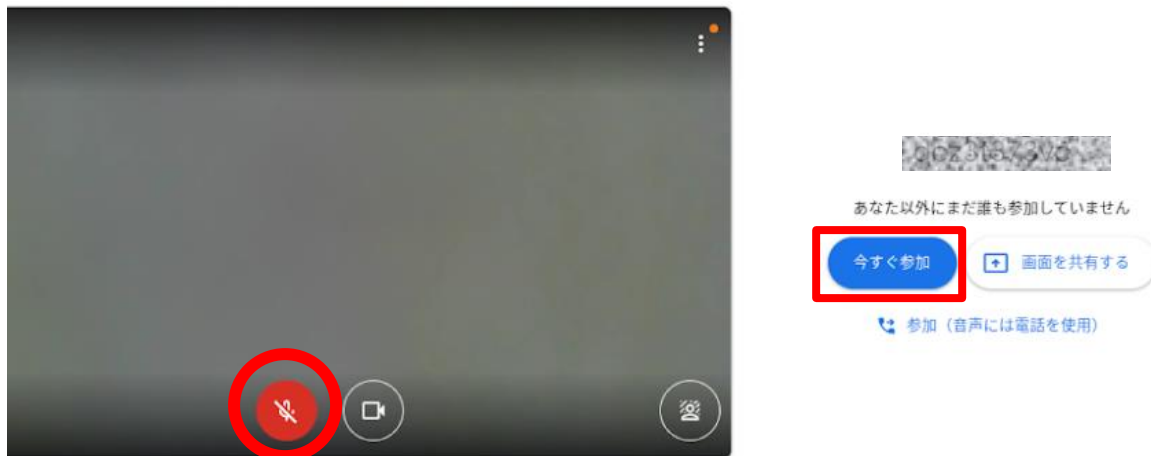 あなた以外にまだ誰も参加していません
今すぐ参加
画面を共有する
参加（音声には電話を使用）